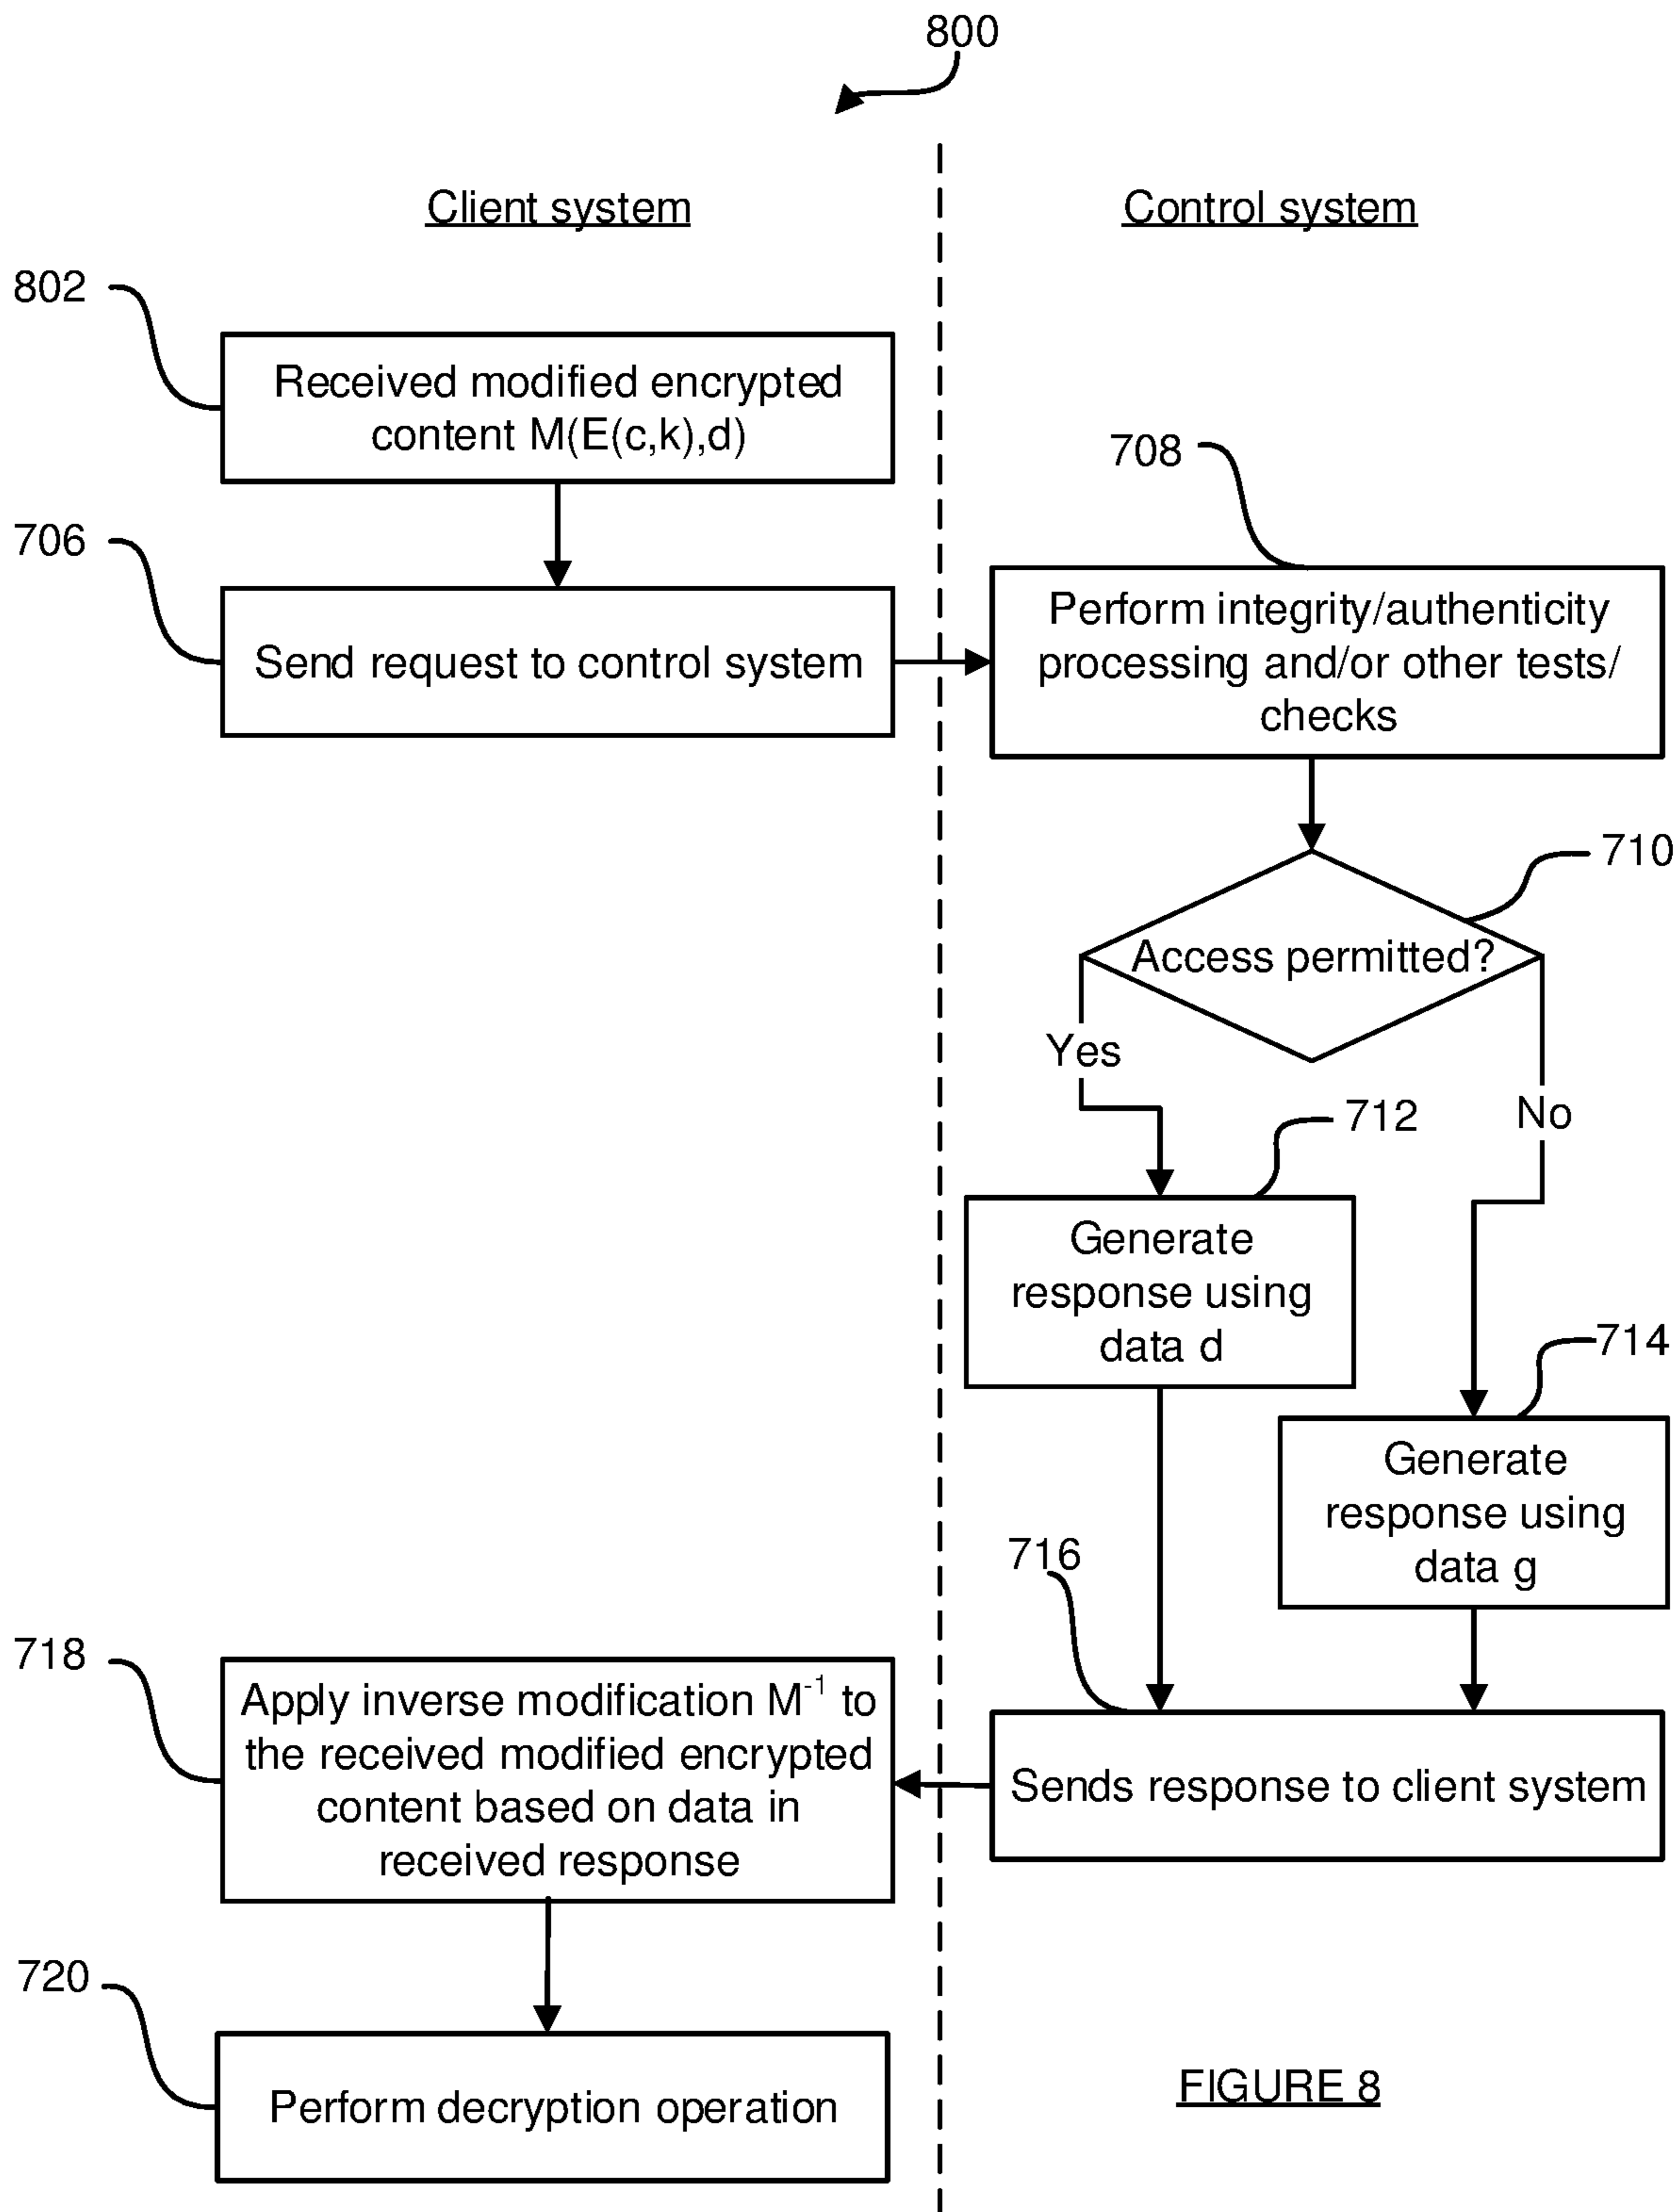 800
Client system
Control system
802
Received modified encrypted
content M(E(c,k),d)
706
Send request to control system
708
Perform integrity/authenticity
processing and/or other tests/
checks
710
Access permitted?
Yes
No
712
Generate
response using
data d
714
Generate
response using
data g
716
Sends response to client system
718
Apply inverse modification M⁻¹ to
the received modified encrypted
content based on data in
received response
720
Perform decryption operation
FIGURE 8